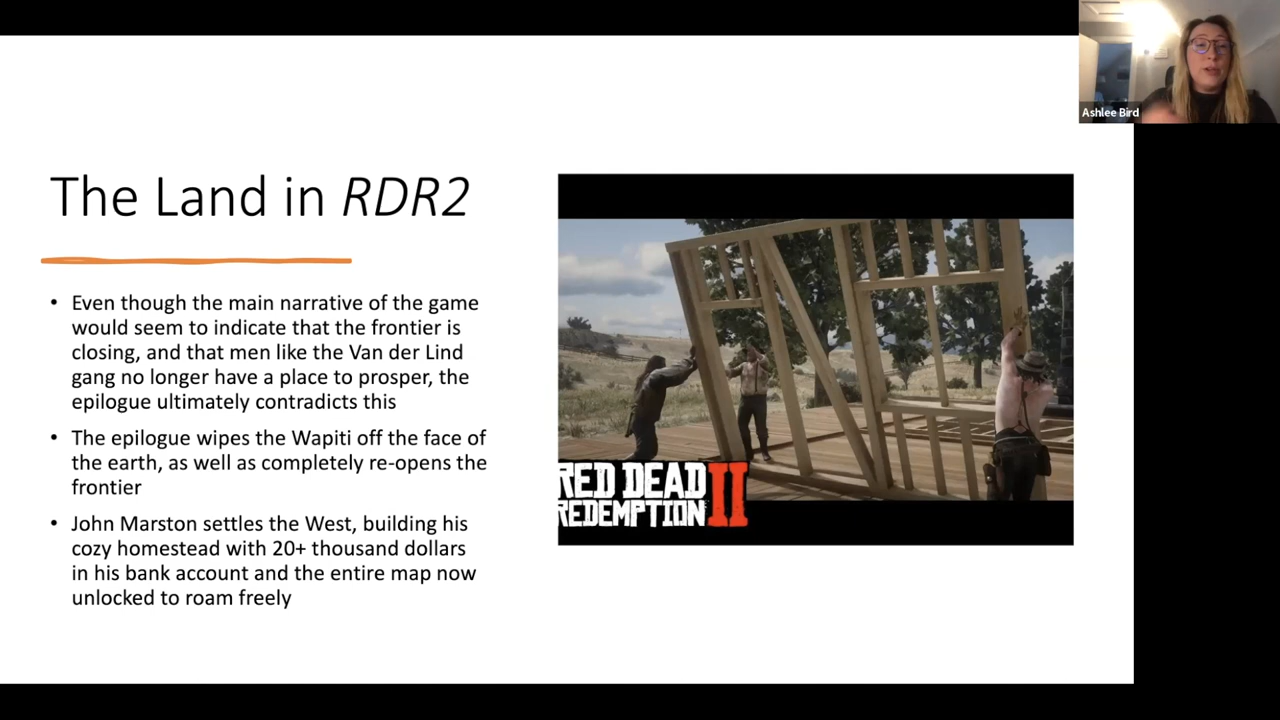 Ashlee Bird
The Land in RDR2
• Even though the main narrative of the game
would seem to indicate that the frontier is
closing, and that men like the Van der Lind
gang no longer have a place to prosper, the
epilogue ultimately contradicts this
• The epilogue wipes the Wapiti off the face of
the earth, as well as completely re-opens the
frontier
• John Marston settles the West, building his
cozy homestead with 20+ thousand dollars
in his bank account and the entire map now
unlocked to roam freely
RED DEAD
REDEMPTION II